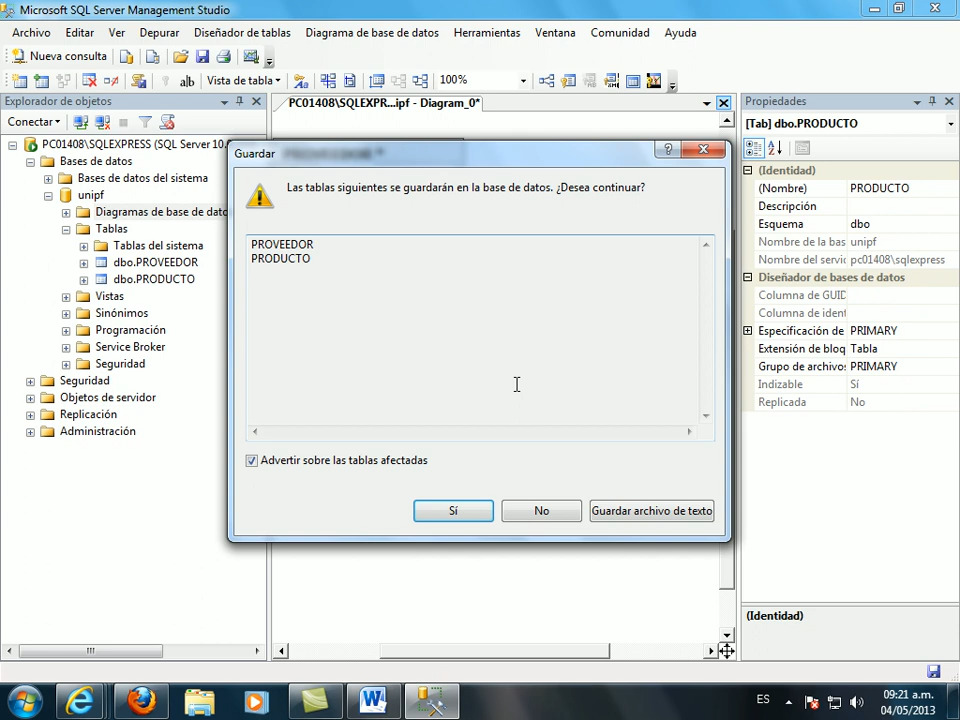 Microsoft SQL Server Management Studio
Archivo Editar Ver Depurar Diseñador de tablas Diagrama de base de datos Herramientas Ventana Comunidad Ayuda
Nueva consulta
Vista de tabla 100%
Explorador de objetos
PC01408\SQLEXPR...ipf - Diagram_0*
Propiedades
Conectar
[Tab] dbo.PRODUCTO
PC01408\SQLEXPRESS (SQL Server 10.
Bases de datos
Bases de datos del sistema
unipf
Diagramas de base de dato
Tablas
Tablas del sistema
dbo.PROVEEDOR
dbo.PRODUCTO
Vistas
Sinónimos
Programación
Service Broker
Seguridad
Seguridad
Objetos de servidor
Replicación
Administración
Guardar
Las tablas siguientes se guardarán en la base de datos. ¿Desea continuar?
PROVEEDOR
PRODUCTO
Advertir sobre las tablas afectadas
Sí No Guardar archivo de texto
(Identidad)
(Nombre) PRODUCTO
Descripción
Esquema dbo
Nombre de la bas unipf
Nombre del servic pc01408\sqlexpress
Diseñador de bases de datos
Columna de GUID
Columna de ident
Especificación de PRIMARY
Extensión de bloq Tabla
Grupo de archivos PRIMARY
Indizable Sí
Replicada No
(Identidad)
ES
09:21 a.m.
04/05/2013